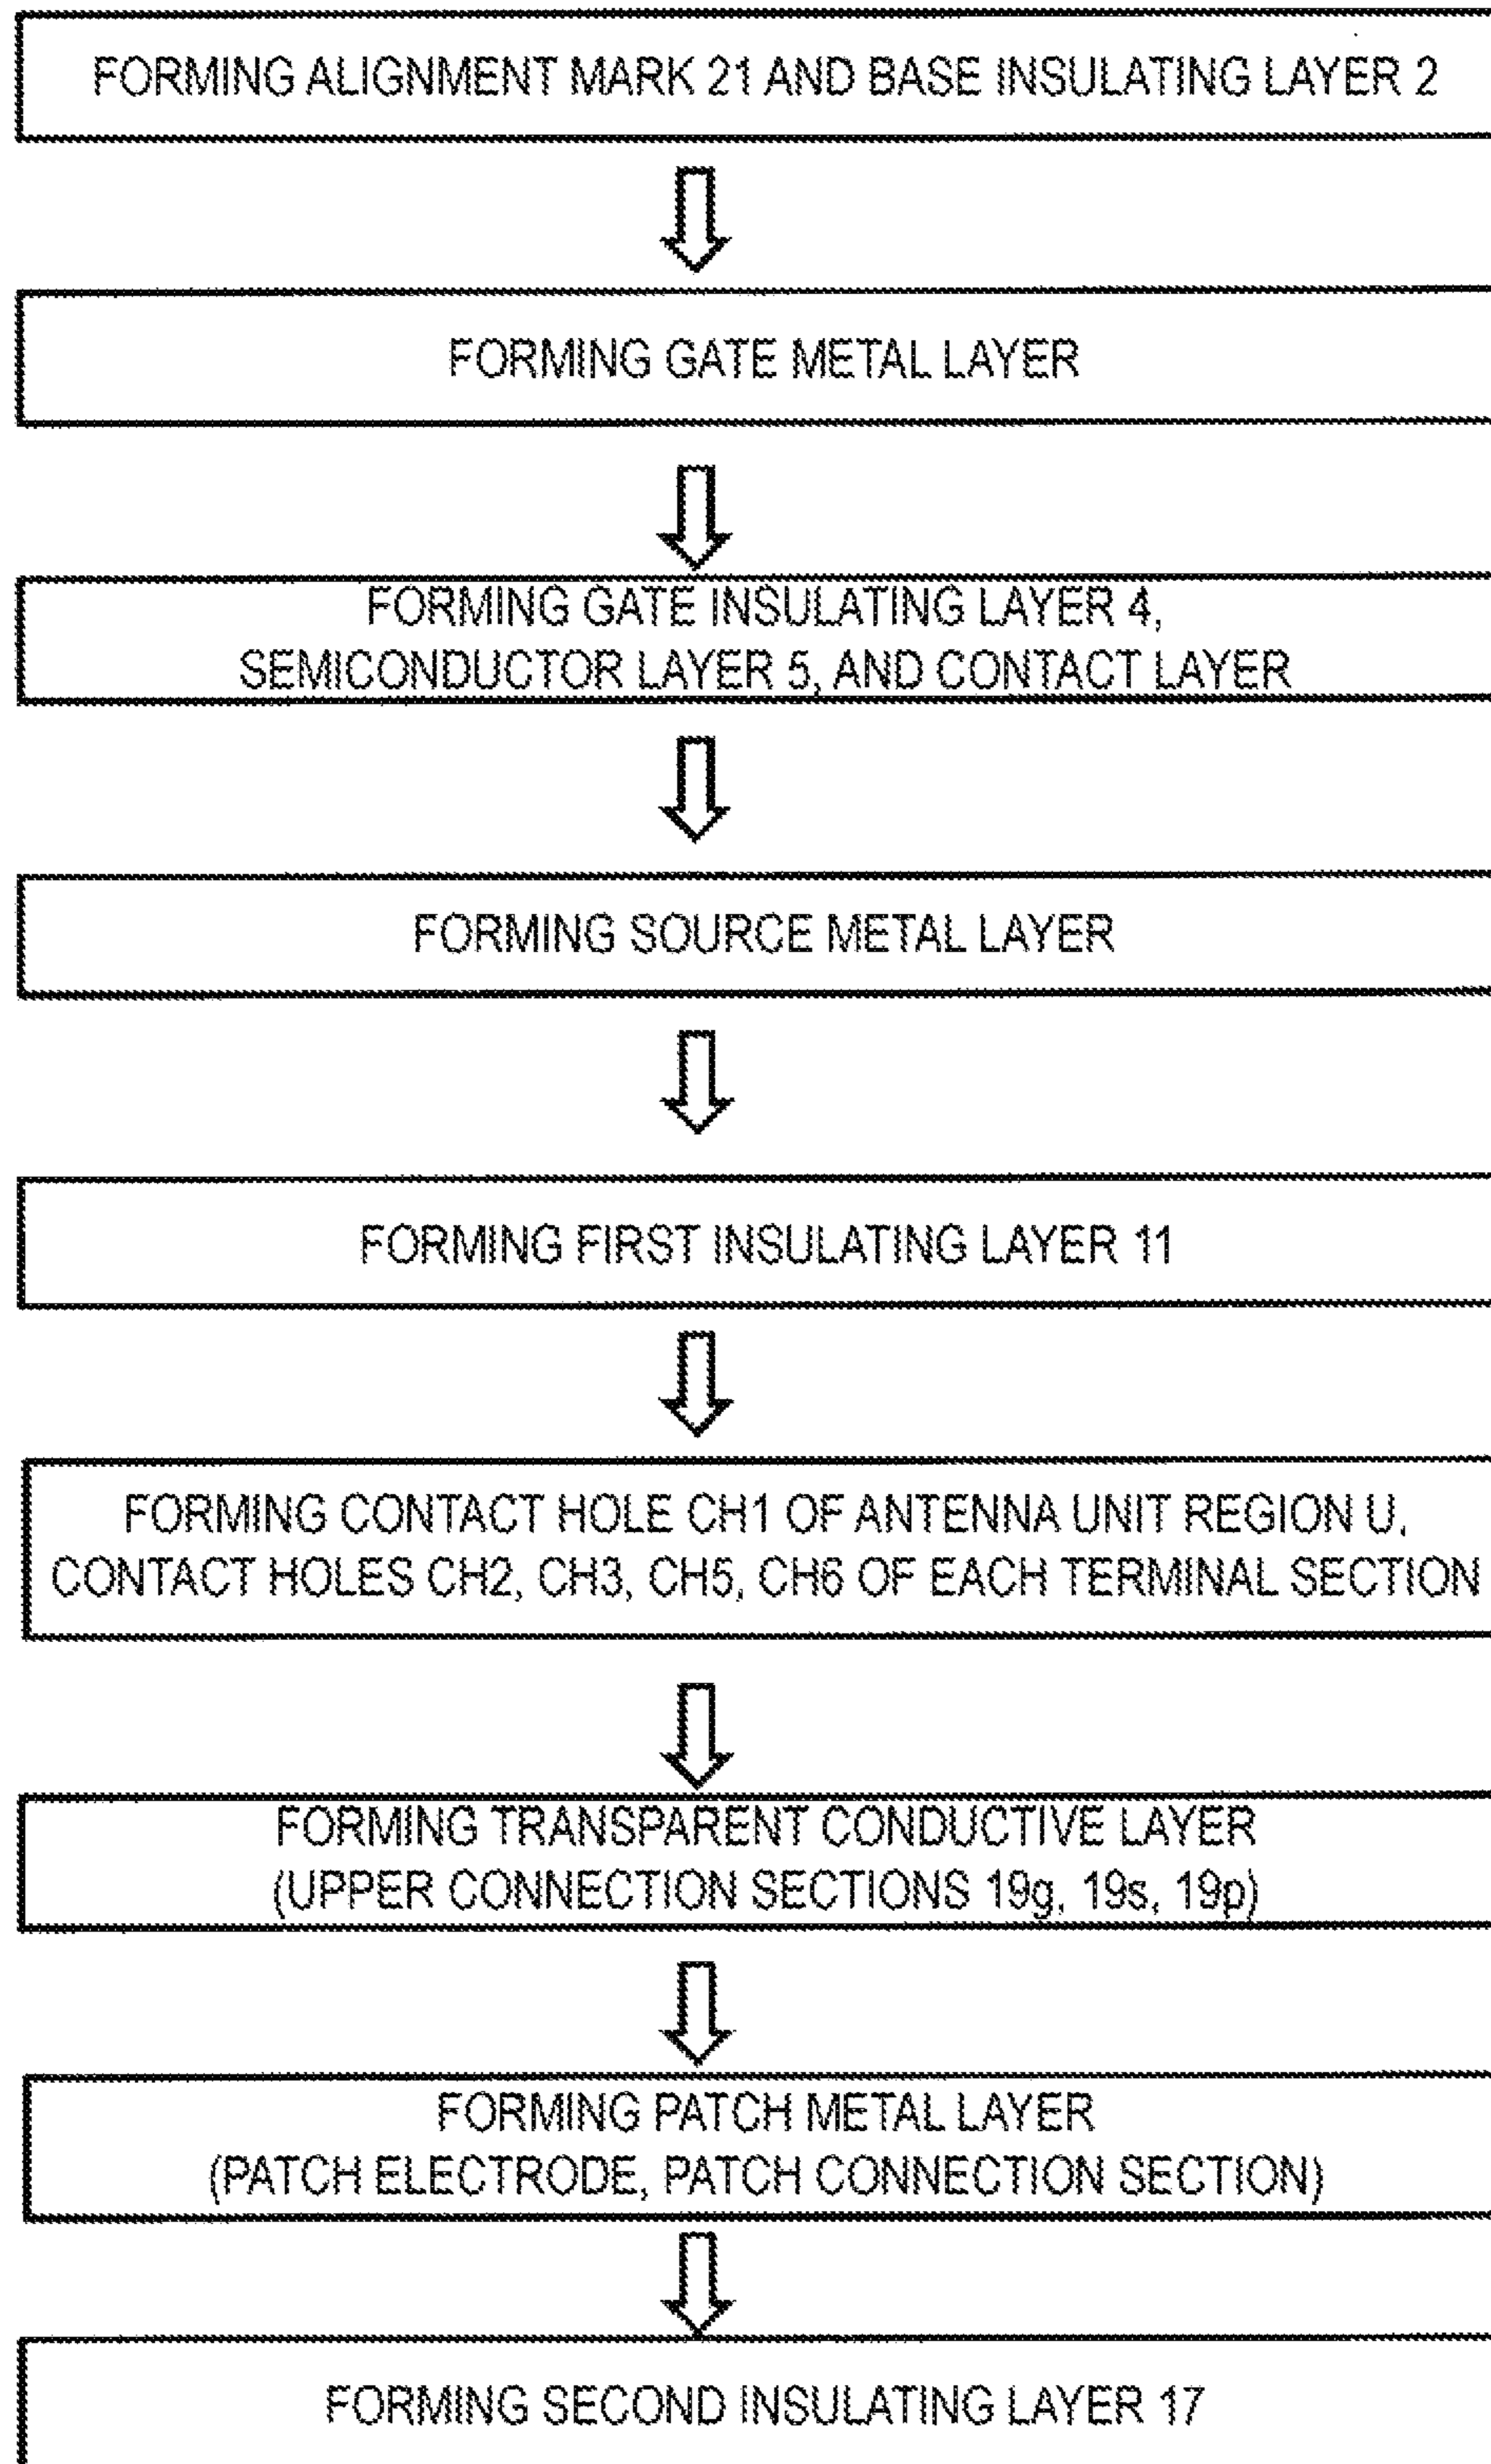 FORMING ALIGNMENT MARK 21 AND BASE INSULATING LAYER 2
FORMING GATE METAL LAYER
FORMING GATE INSULATING LAYER 4,
SEMICONDUCTOR LAYER 5, AND CONTACT LAYER
FORMING SOURCE METAL LAYER
FORMING FIRST INSULATING LAYER 11
FORMING CONTACT HOLE CH1 OF ANTENNA UNIT REGION U,
CONTACT HOLES CH2, CH3, CH5, CH6 OF EACH TERMINAL SECTION
FORMING TRANSPARENT CONDUCTIVE LAYER
(UPPER CONNECTION SECTIONS 19g, 19s, 19p)
FORMING PATCH METAL LAYER
(PATCH ELECTRODE, PATCH CONNECTION SECTION)
FORMING SECOND INSULATING LAYER 17